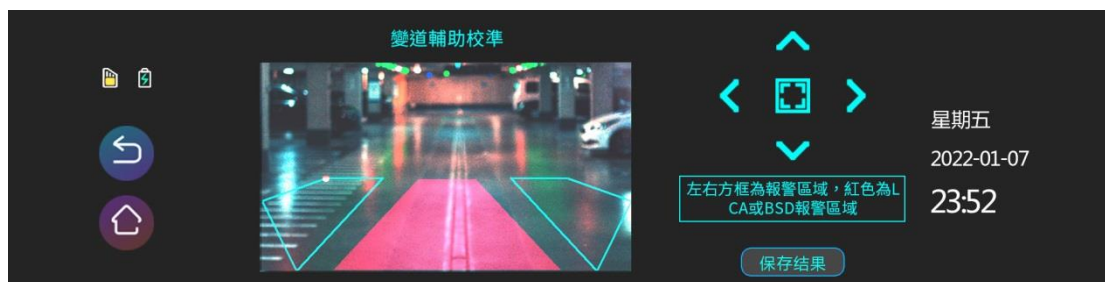 變道輔助校準
左右方框為報警區域，紅色為L
CA或BSD報警區域
保存结果
星期五
2022-01-07
23:52